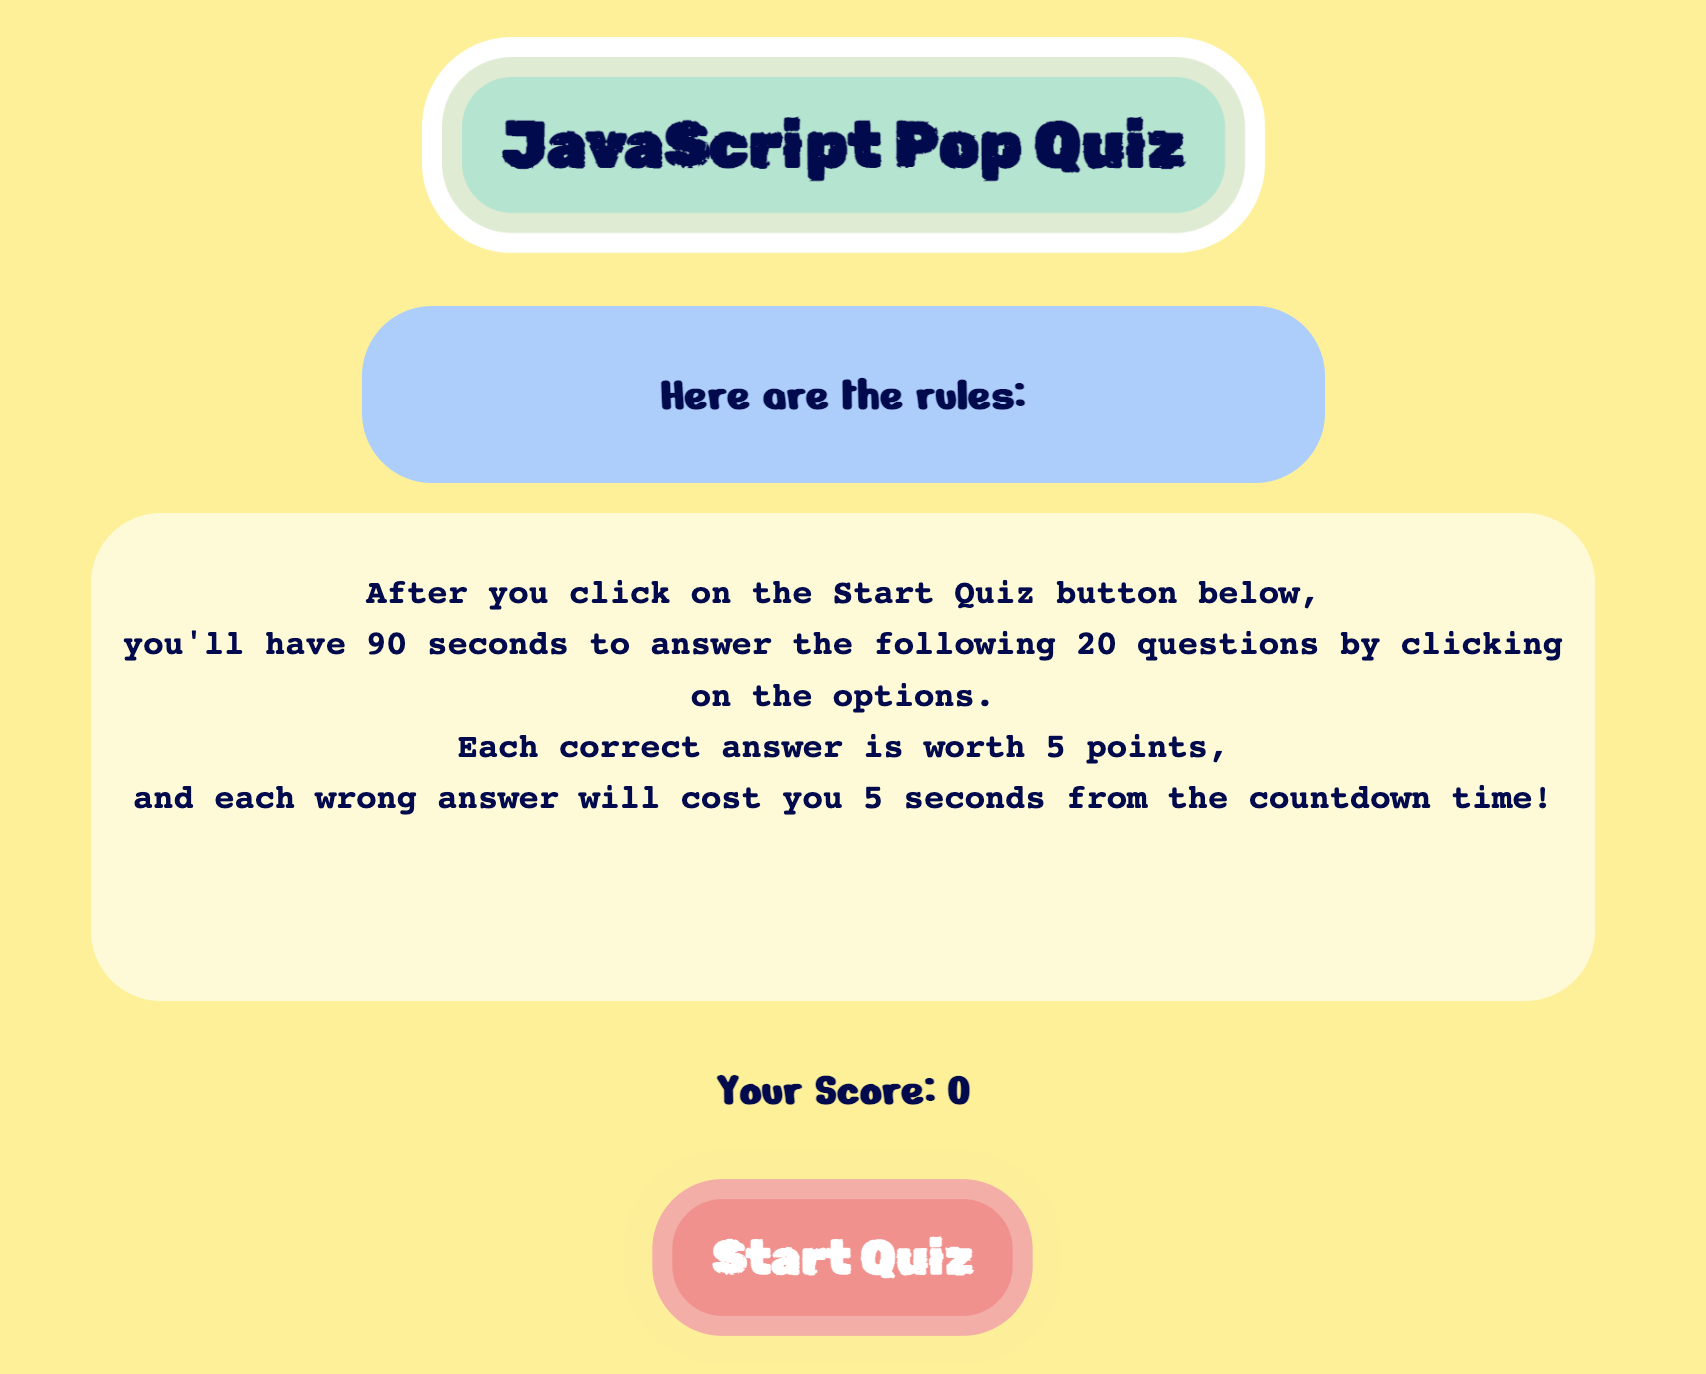 JavaScript Pop Quiz
Here are the rules:
After you click on the Start Quiz button below,
you'll have 90 seconds to answer the following 20 questions by clicking
on the options.
Each correct answer is worth 5 points,
and each wrong answer will cost you 5 seconds from the countdown time!
Your Score: 0
Start Quiz